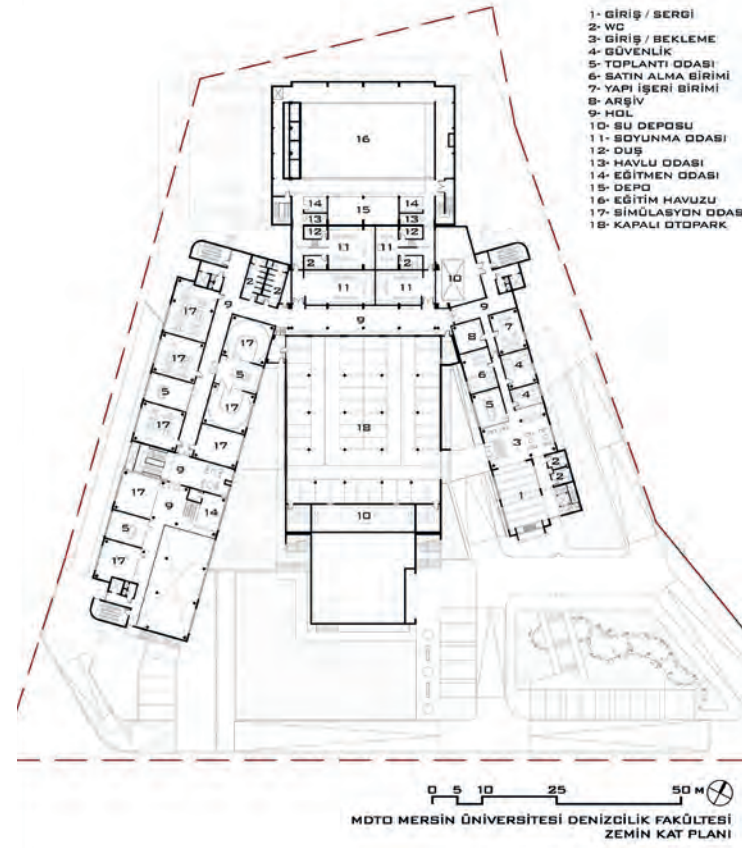 1- GİRİŞ / SERGİ
2- WC
3- GİRİŞ / BEKLEME
4- GÜVENLİK
5- TOPLANTI ODASI
6- SATIN ALMA BİRİMİ
7- YAPI İŞERİ BİRİMİ
8- ARŞİV
9- HOL
10- SU DEPOSU
11- SOYUNMA ODASI
12- DUŞ
13- HAVLU ODASI
14- EĞİTMEN ODASI
15- DEPO
16- EĞİTİM HAVUZU
17- SİMÜLASYON ODAS
18- KAPALI OTOPARK
16
14 15 14
13 13
12 12
11 11
2 2 2 2
10
11 11
9 9 9
17 17 8 7
17 5 6 4
5 17 5 4
17 17 18 3
9 2
17 9 14 1 2
5 10
17
0 5 10 25 50 M
MDTO MERSİN ÜNİVERSİTESİ DENİZCİLİK FAKÜLTESİ
ZEMİN KAT PLANI